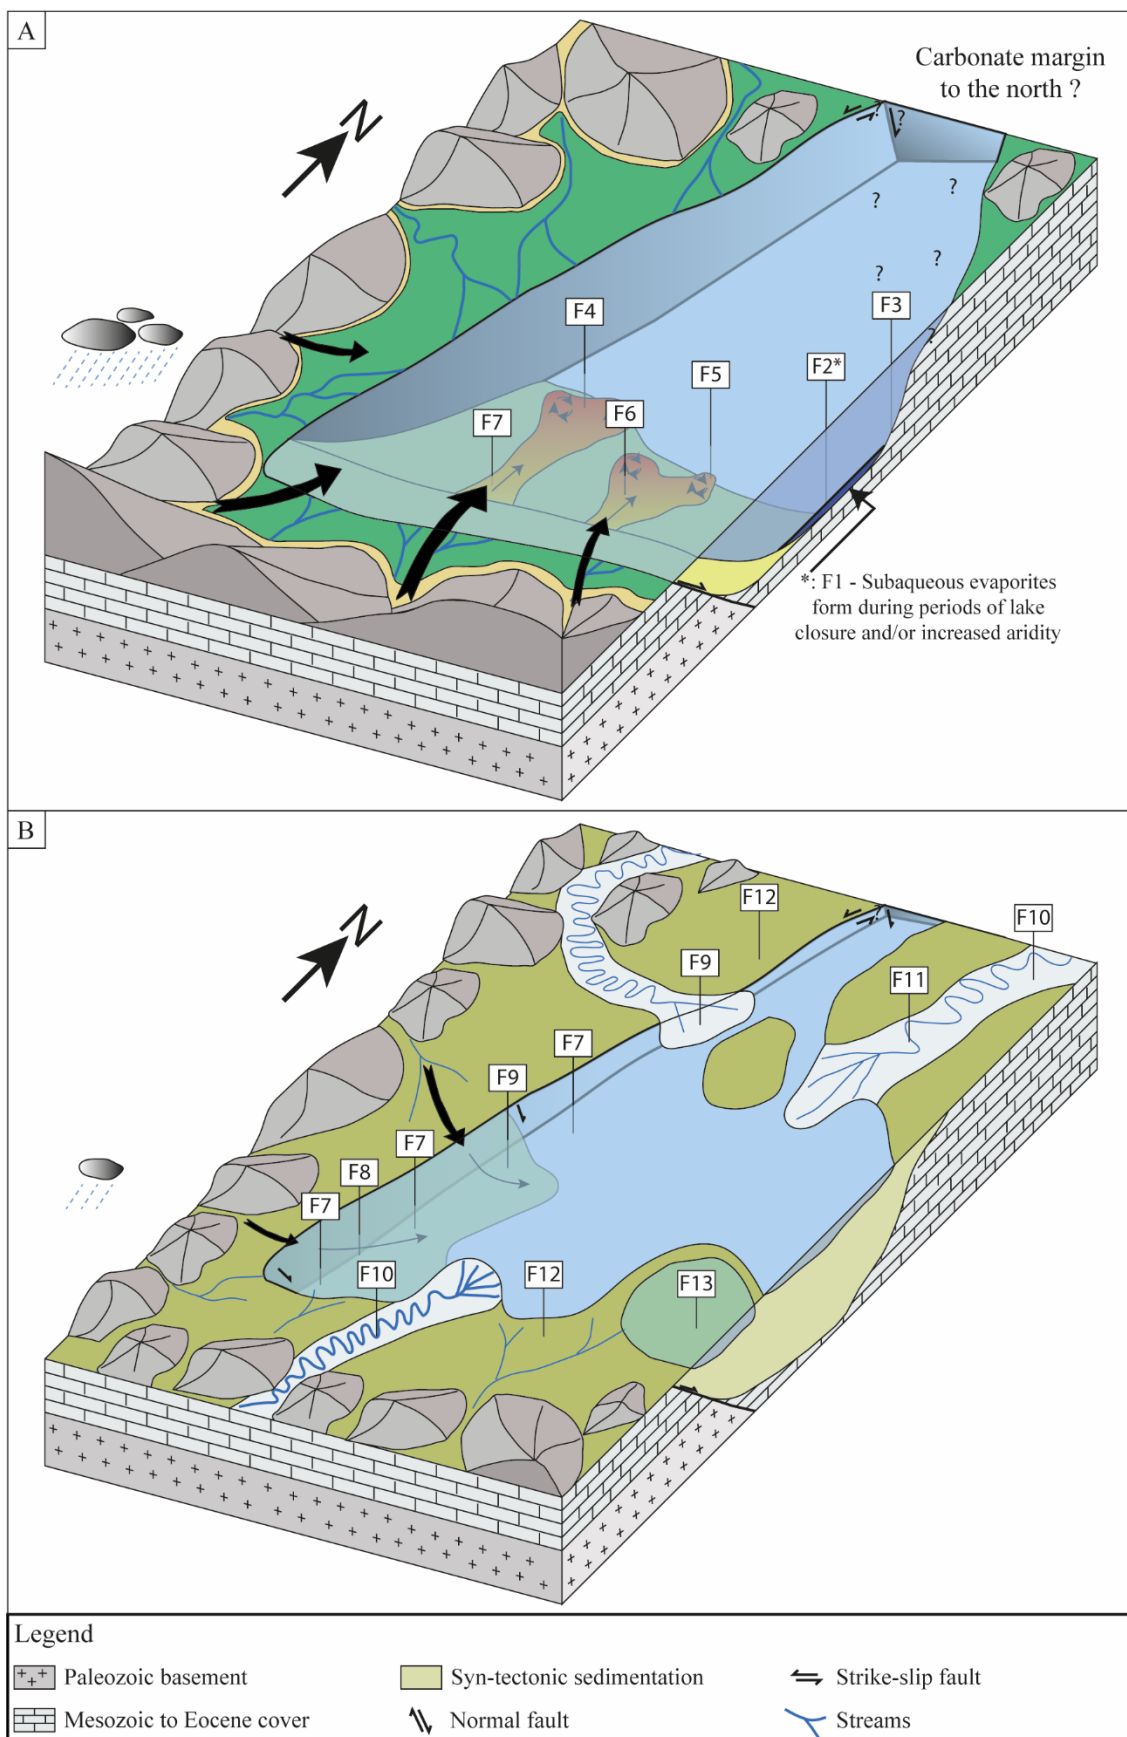 A
Carbonate margin
to the north ?
N
?
?
?
?
?
?
?
F4
F3
F2*
F5
F7
F6
*: F1 - Subaqueous evaporites
form during periods of lake
closure and/or increased aridity
B
N
F12
?
F10
F9
F11
F7
F9
F7
F8
F7
F10
F12
F13
Legend
Paleozoic basement
Syn-tectonic sedimentation
Strike-slip fault
Mesozoic to Eocene cover
Normal fault
Streams